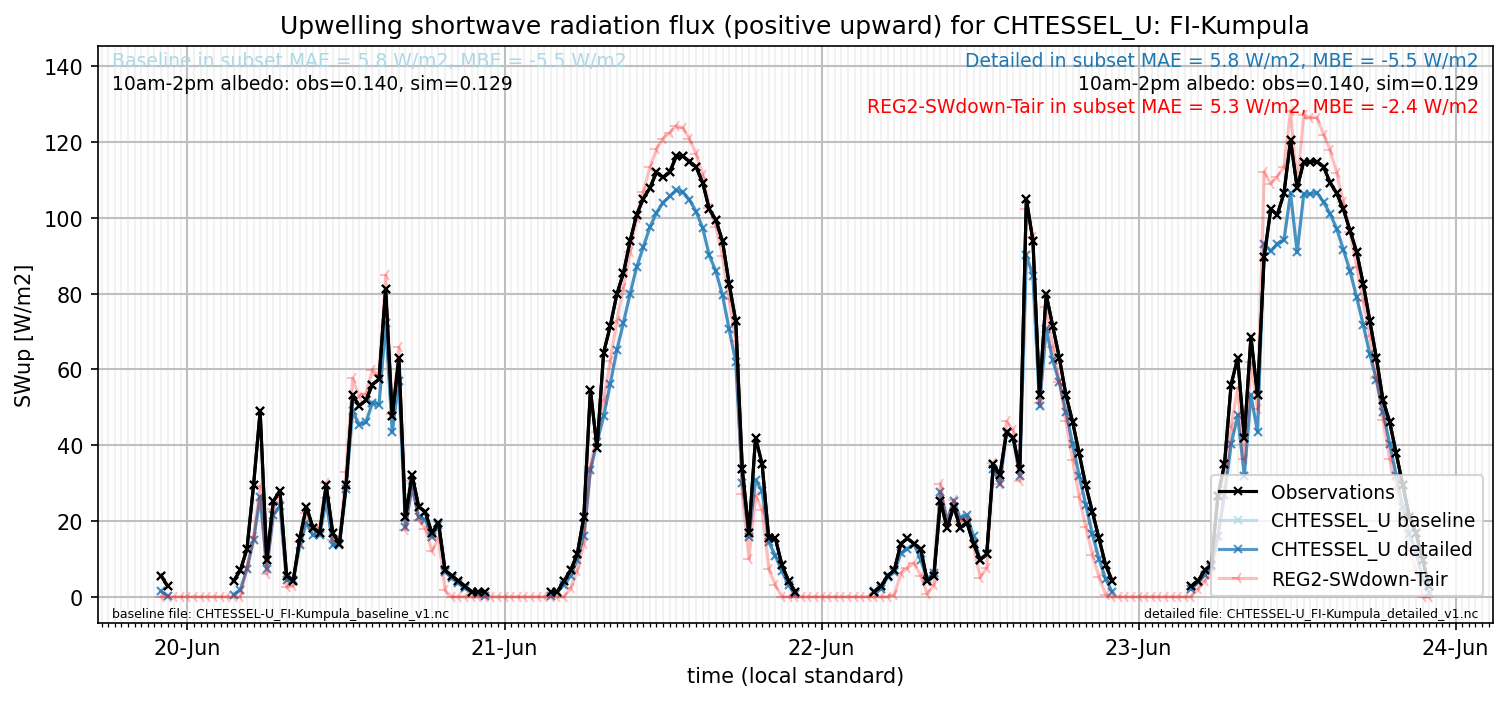 Upwelling shortwave radiation flux (positive upward) for CHTESSEL_U: FI-Kumpula
Baseline in subset MAE = 5.8 W/m2, MBE = -5.5 W/m2
10am-2pm albedo: obs=0.140, sim=0.129
Detailed in subset MAE = 5.8 W/m2, MBE = -5.5 W/m2
10am-2pm albedo: obs=0.140, sim=0.129
REG2-SWdown-Tair in subset MAE = 5.3 W/m2, MBE = -2.4 W/m2
SWup [W/m2]
140
120
100
80
60
40
20
0
Observations
CHTESSEL_U baseline
CHTESSEL_U detailed
REG2-SWdown-Tair
baseline file: CHTESSEL-U_FI-Kumpula_baseline_v1.nc
detailed file: CHTESSEL-U_FI-Kumpula_detailed_v1.nc
20-Jun
21-Jun
22-Jun
23-Jun
24-Jun
time (local standard)